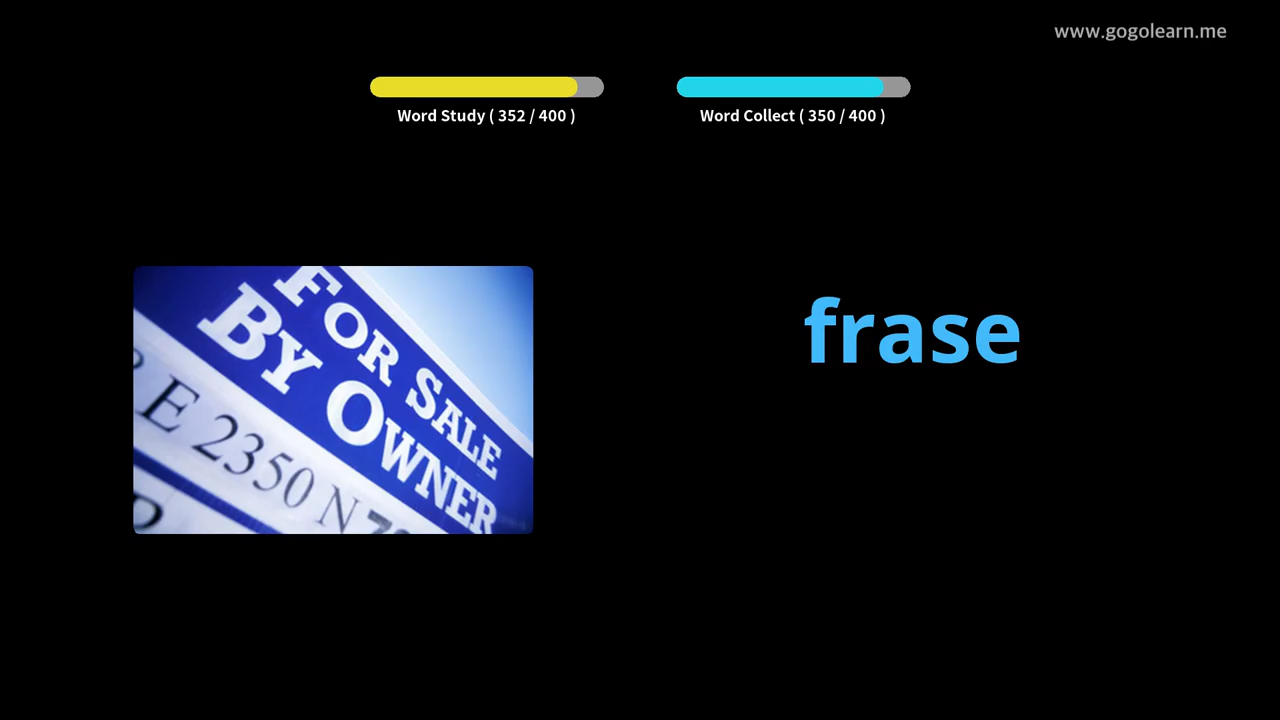 www.gogolearn.me
Word Study ( 352 / 400 )
Word Collect ( 350 / 400 )
FOR SALE
BY OWNER
E 2350 N
frase